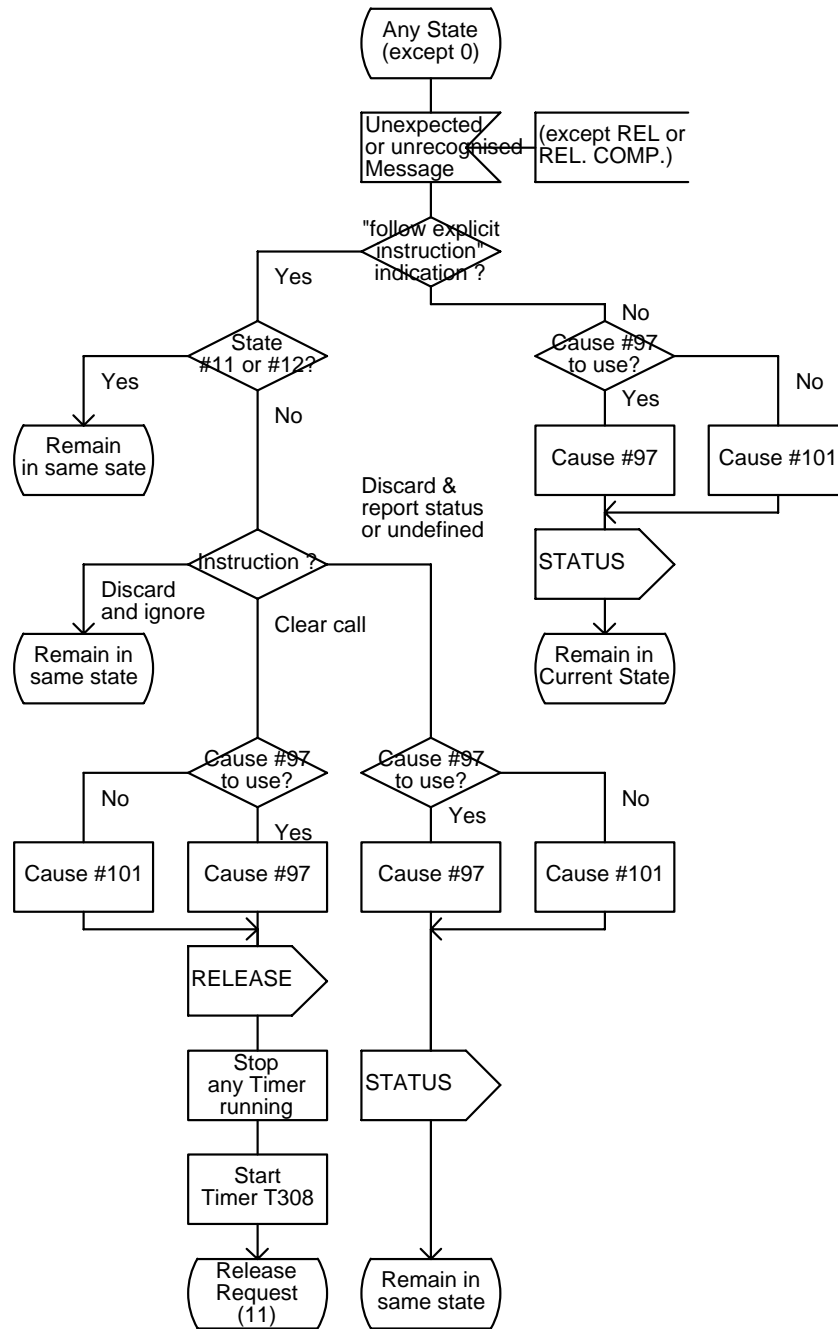 Any State
(except 0)
Unexpected
or unrecognised
Message
(except REL or
REL. COMP.)
"follow explicit
instruction"
indication ?
Yes
No
State
#11 or #12?
Cause #97
to use?
Yes
No
Yes
No
Remain
in same sate
Cause #97
Cause #101
Discard &
report status
or undefined
Instruction ?
STATUS
Discard
and ignore
Clear call
Remain in
same state
Remain in
Current State
Cause #97
to use?
Cause #97
to use?
No
Yes
Yes
No
Cause #101
Cause #97
Cause #97
Cause #101
RELEASE
Stop
any Timer
running
STATUS
Start
Timer T308
Release
Request
(11)
Remain in
same state